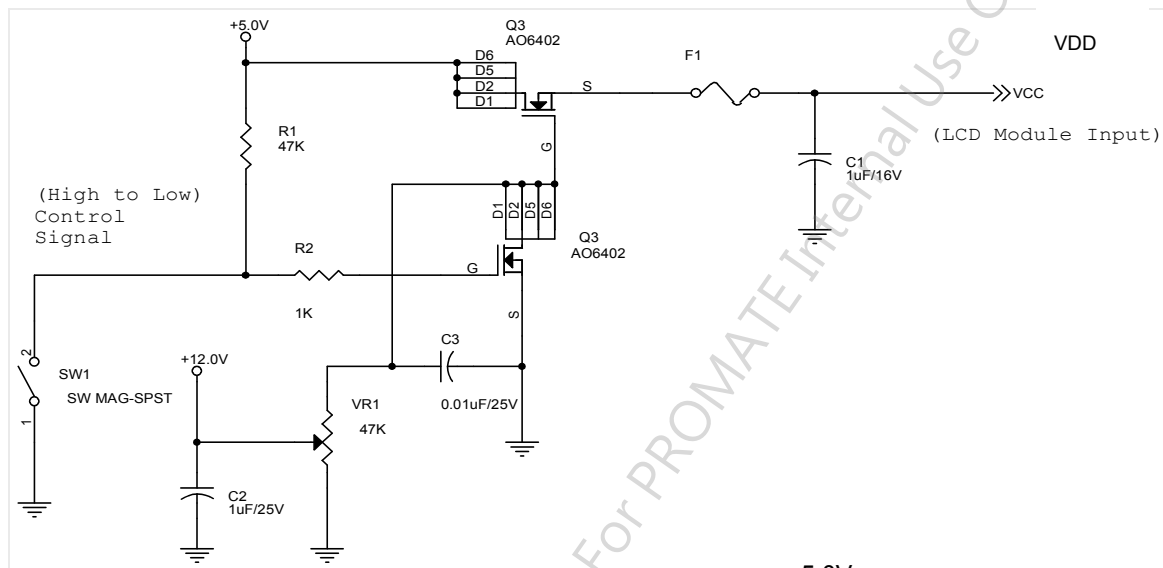 +5.0V
Q3
AO6402
D6
D5
D2
D1
S
G
F1
VDD
VCC
(LCD Module Input)
R1
47K
C1
1uF/16V
(High to Low)
Control
Signal
D1
D2
D5
D6
Q3
AO6402
R2
1K
G
S
2
1
SW1
SW MAG-SPST
+12.0V
C3
0.01uF/25V
VR1
47K
C2
1uF/25V
For PROMATE Internal Use